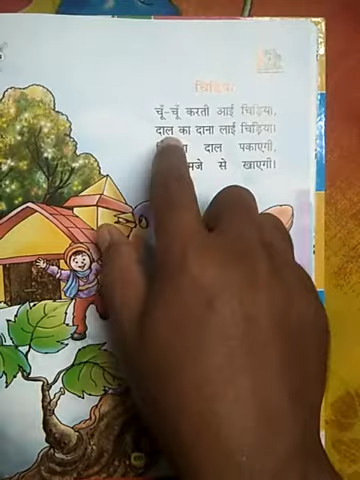 चिड़िया
चूँ-चूँ करती आई चिड़िया,
दाल का दाना लाई चिड़िया।
दाल पकाएगी,
मजे से खाएगी।